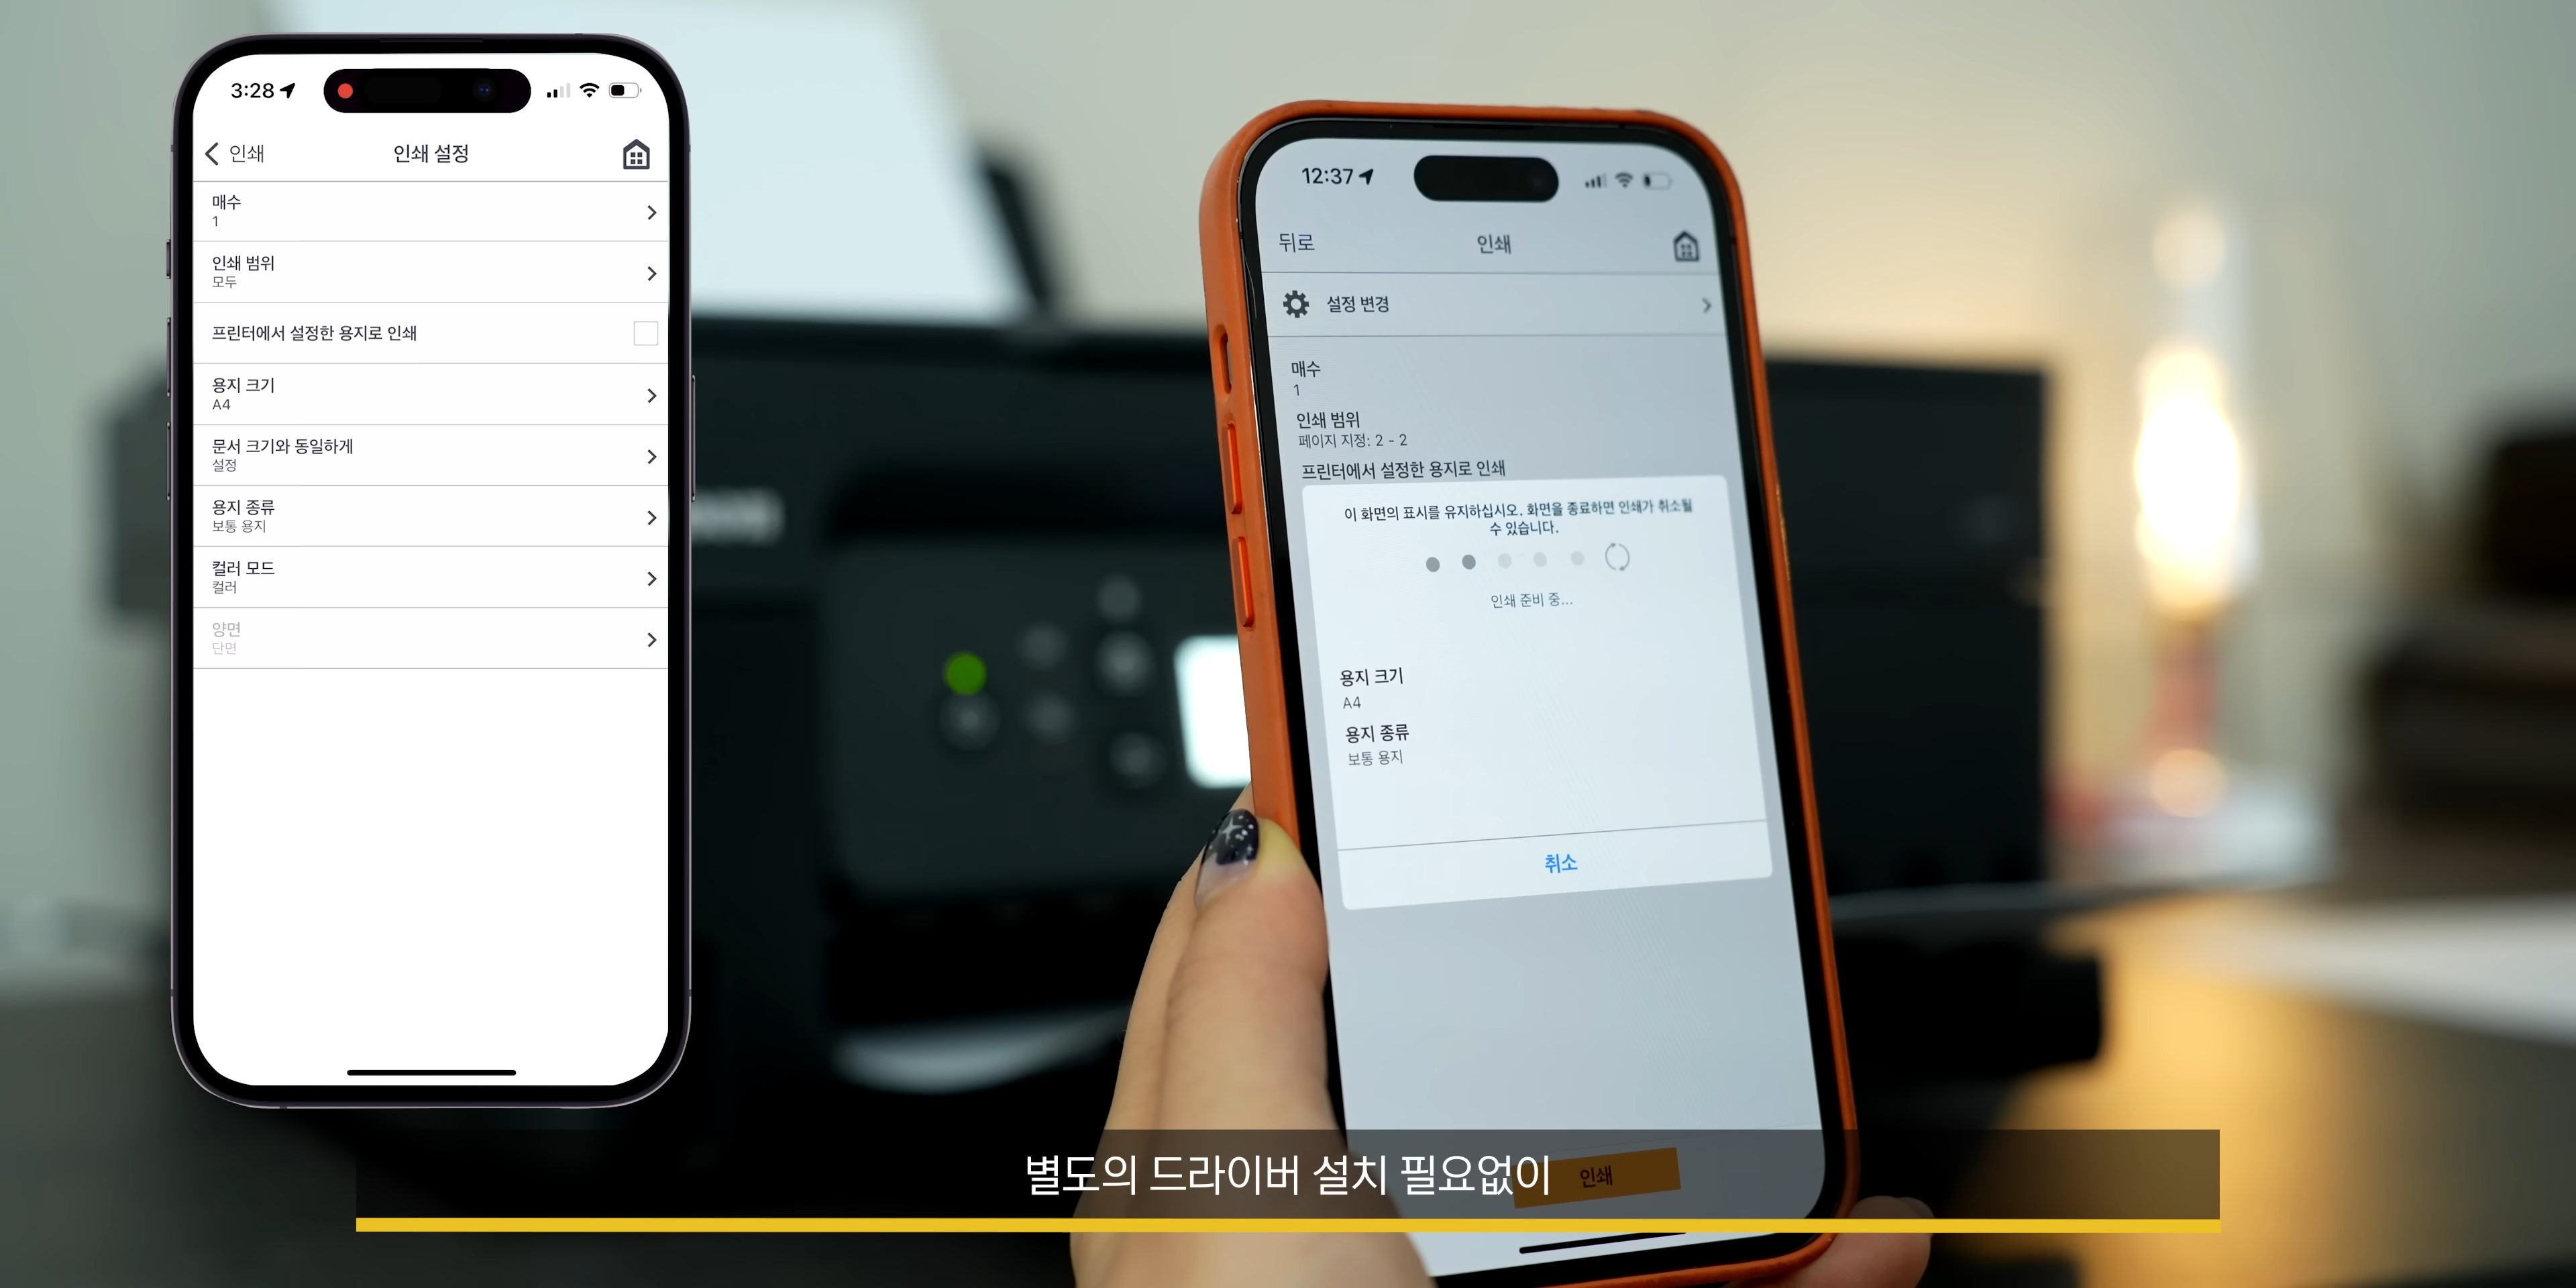 3:28
인쇄
인쇄 설정
매수
1
인쇄 범위
모두
프린터에서 설정한 용지로 인쇄
용지 크기
A4
문서 크기와 동일하게
설정
용지 종류
보통 용지
컬러 모드
컬러
양면
단면
12:37
뒤로
인쇄
설정 변경
매수
1
인쇄 범위
페이지 지정: 2 - 2
프린터에서 설정한 용지로 인쇄
이 화면의 표시를 유지하십시오. 화면을 종료하면 인쇄가 취소될
수 있습니다.
인쇄 준비 중...
용지 크기
A4
용지 종류
보통 용지
취소
인쇄
별도의 드라이버 설치 필요없이